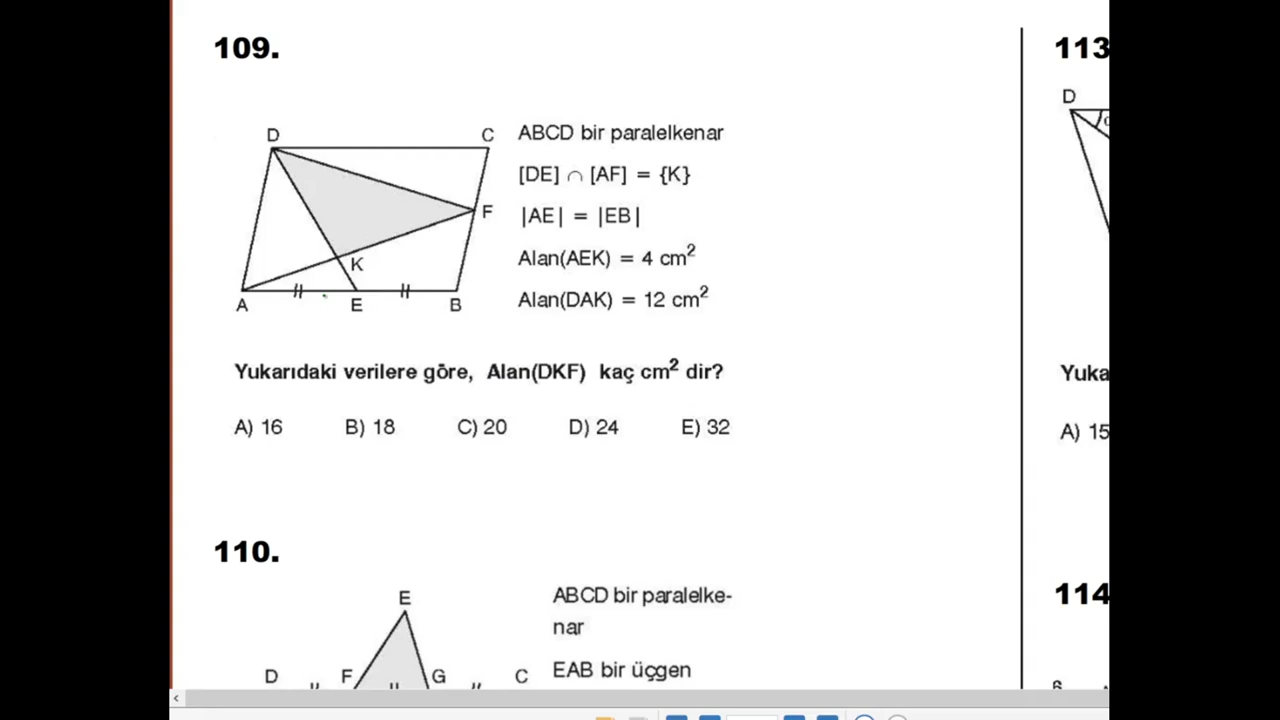 109.
113
D
D
C
ABCD bir paralelkenar
[DE] ∩ [AF] = {K}
F
|AE| = |EB|
K
Alan(AEK) = 4 cm²
A
E
B
Alan(DAK) = 12 cm²
Yukarıdaki verilere göre, Alan(DKF) kaç cm² dir?
Yuka
A) 16 B) 18 C) 20 D) 24 E) 32
A) 15
110.
E
ABCD bir paralelke-
nar
114
D
F
G
C
EAB bir üçgen